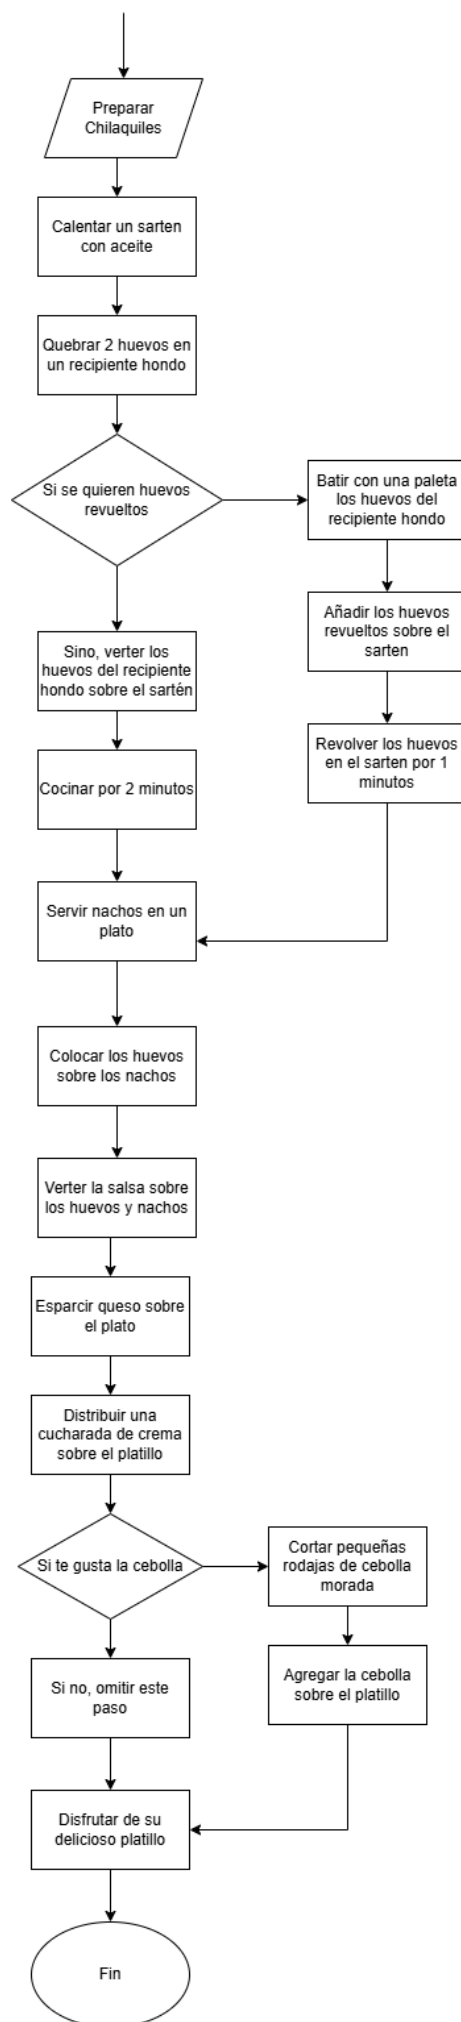 Preparar
Chilaquiles
Calentar un sarten
con aceite
Quebrar 2 huevos en
un recipiente hondo
Si se quieren huevos
revueltos
Batir con una paleta
los huevos del
recipiente hondo
Añadir los huevos
revueltos sobre el
sarten
Revolver los huevos
en el sarten por 1
minutos
Sino, verter los
huevos del recipiente
hondo sobre el sartén
Cocinar por 2 minutos
Servir nachos en un
plato
Colocar los huevos
sobre los nachos
Verter la salsa sobre
los huevos y nachos
Esparcir queso sobre
el plato
Distribuir una
cucharada de crema
sobre el platillo
Si te gusta la cebolla
Cortar pequeñas
rodajas de cebolla
morada
Agregar la cebolla
sobre el platillo
Si no, omitir este
paso
Disfrutar de su
delicioso platillo
Fin